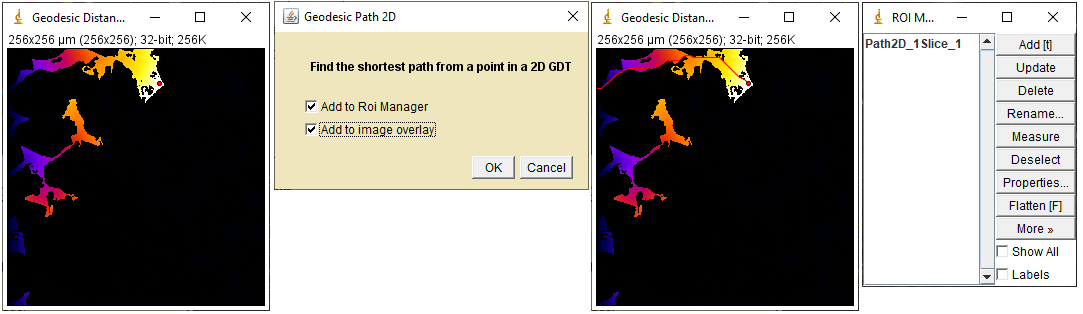 Geodesic Distan...
256x256 µm (256x256); 32-bit; 256K
Geodesic Path 2D
Find the shortest path from a point in a 2D GDT
Add to Roi Manager
Add to image overlay
OK
Cancel
Geodesic Distan...
256x256 µm (256x256); 32-bit; 256K
ROI M...
Path2D_1Slice_1
Add [t]
Update
Delete
Rename...
Measure
Deselect
Properties...
Flatten [F]
More »
Show All
Labels